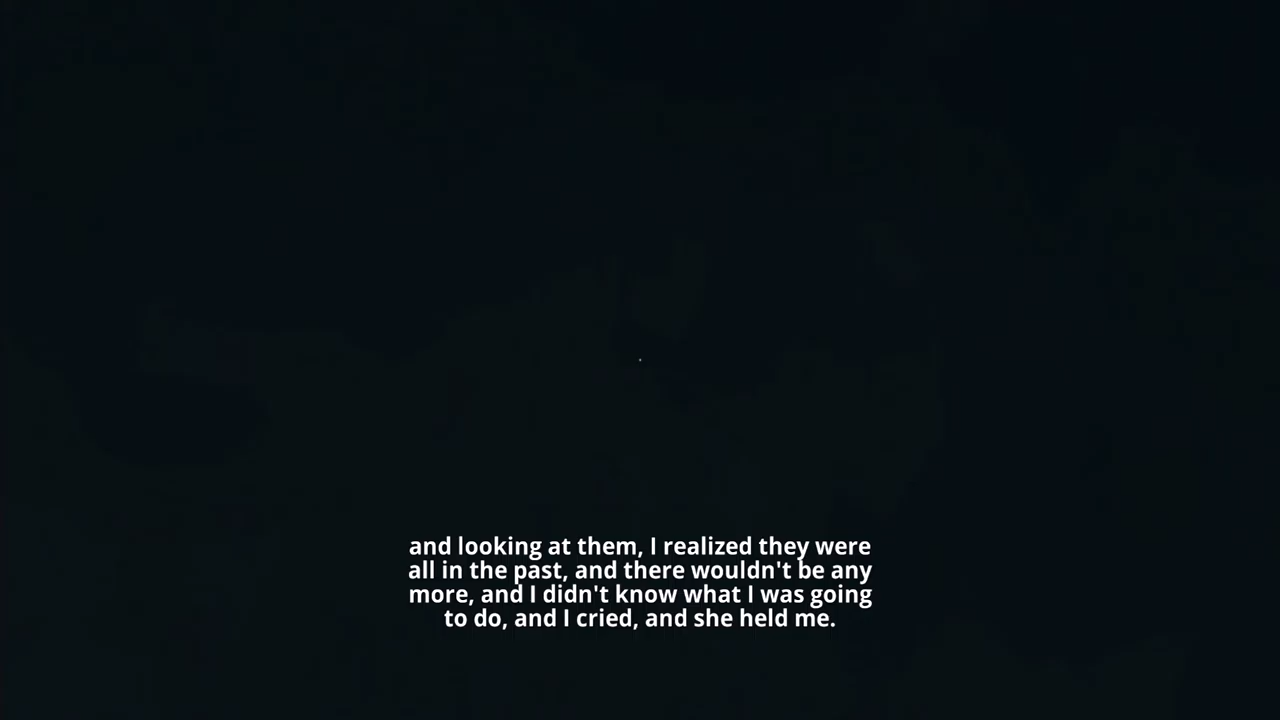 and looking at them, I realized they were
all in the past, and there wouldn't be any
more, and I didn't know what I was going
to do, and I cried, and she held me.